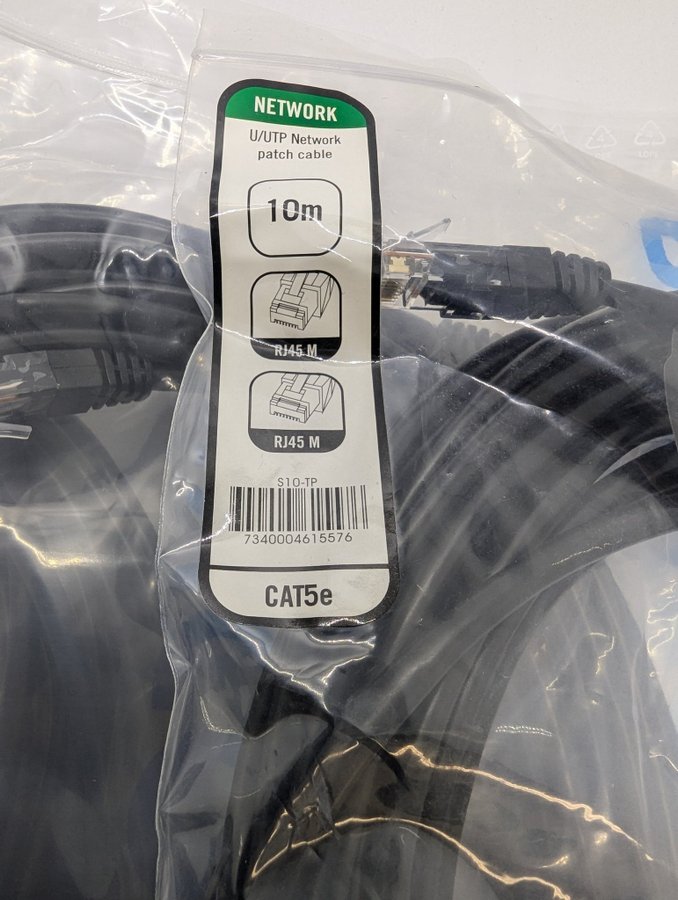 NETWORK
U/UTP Network
patch cable
10m
RJ45 M
RJ45 M
S10-TP
7340004615576
CAT5e